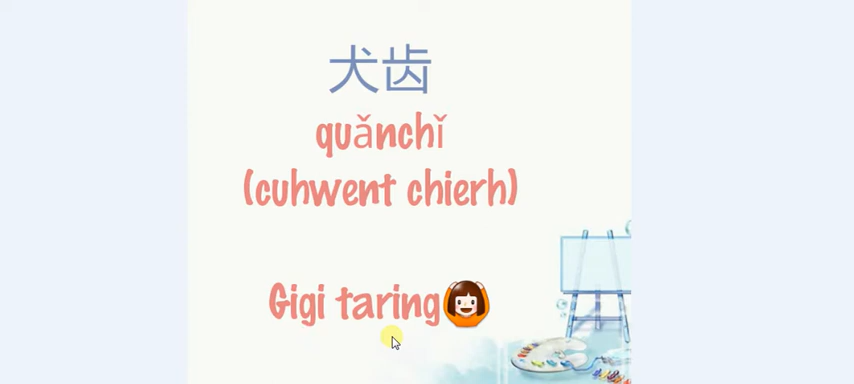 犬齿
quǎnchǐ
(cuhwent chierh)
Gigi taring🙆